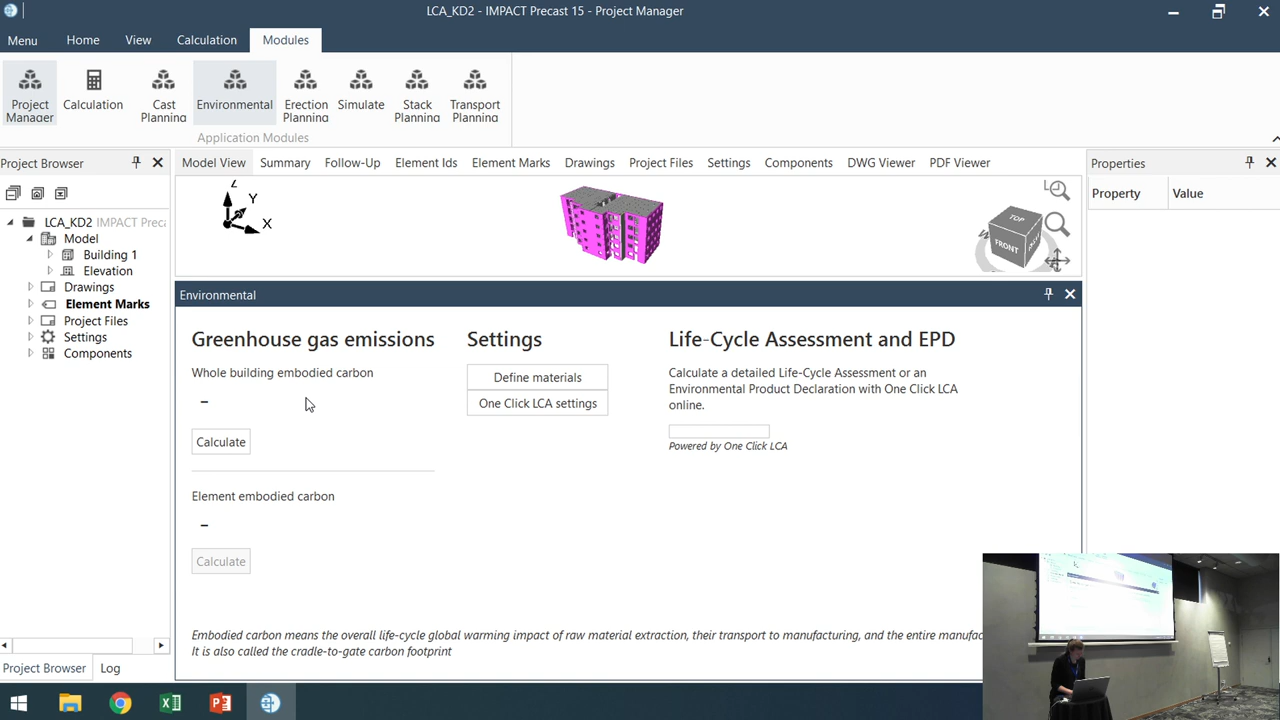 LCA_KD2 - IMPACT Precast 15 - Project Manager
Menu Home View Calculation Modules
Project Manager
Calculation
Cast Planning
Environmental
Erection Planning
Simulate
Stack Planning
Transport Planning
Application Modules
Project Browser
Model View Summary Follow-Up Element Ids Element Marks Drawings Project Files Settings Components DWG Viewer PDF Viewer
Properties
Property Value
LCA_KD2 IMPACT Preca
Model
Building 1
Elevation
Drawings
Element Marks
Project Files
Settings
Components
Z
Y
X
TOP
FRONT
W
Environmental
Greenhouse gas emissions
Whole building embodied carbon
-
Calculate
Element embodied carbon
-
Calculate
Settings
Define materials
One Click LCA settings
Life-Cycle Assessment and EPD
Calculate a detailed Life-Cycle Assessment or an
Environmental Product Declaration with One Click LCA
online.
Powered by One Click LCA
Embodied carbon means the overall life-cycle global warming impact of raw material extraction, their transport to manufacturing, and the entire manufac
It is also called the cradle-to-gate carbon footprint
Project Browser Log